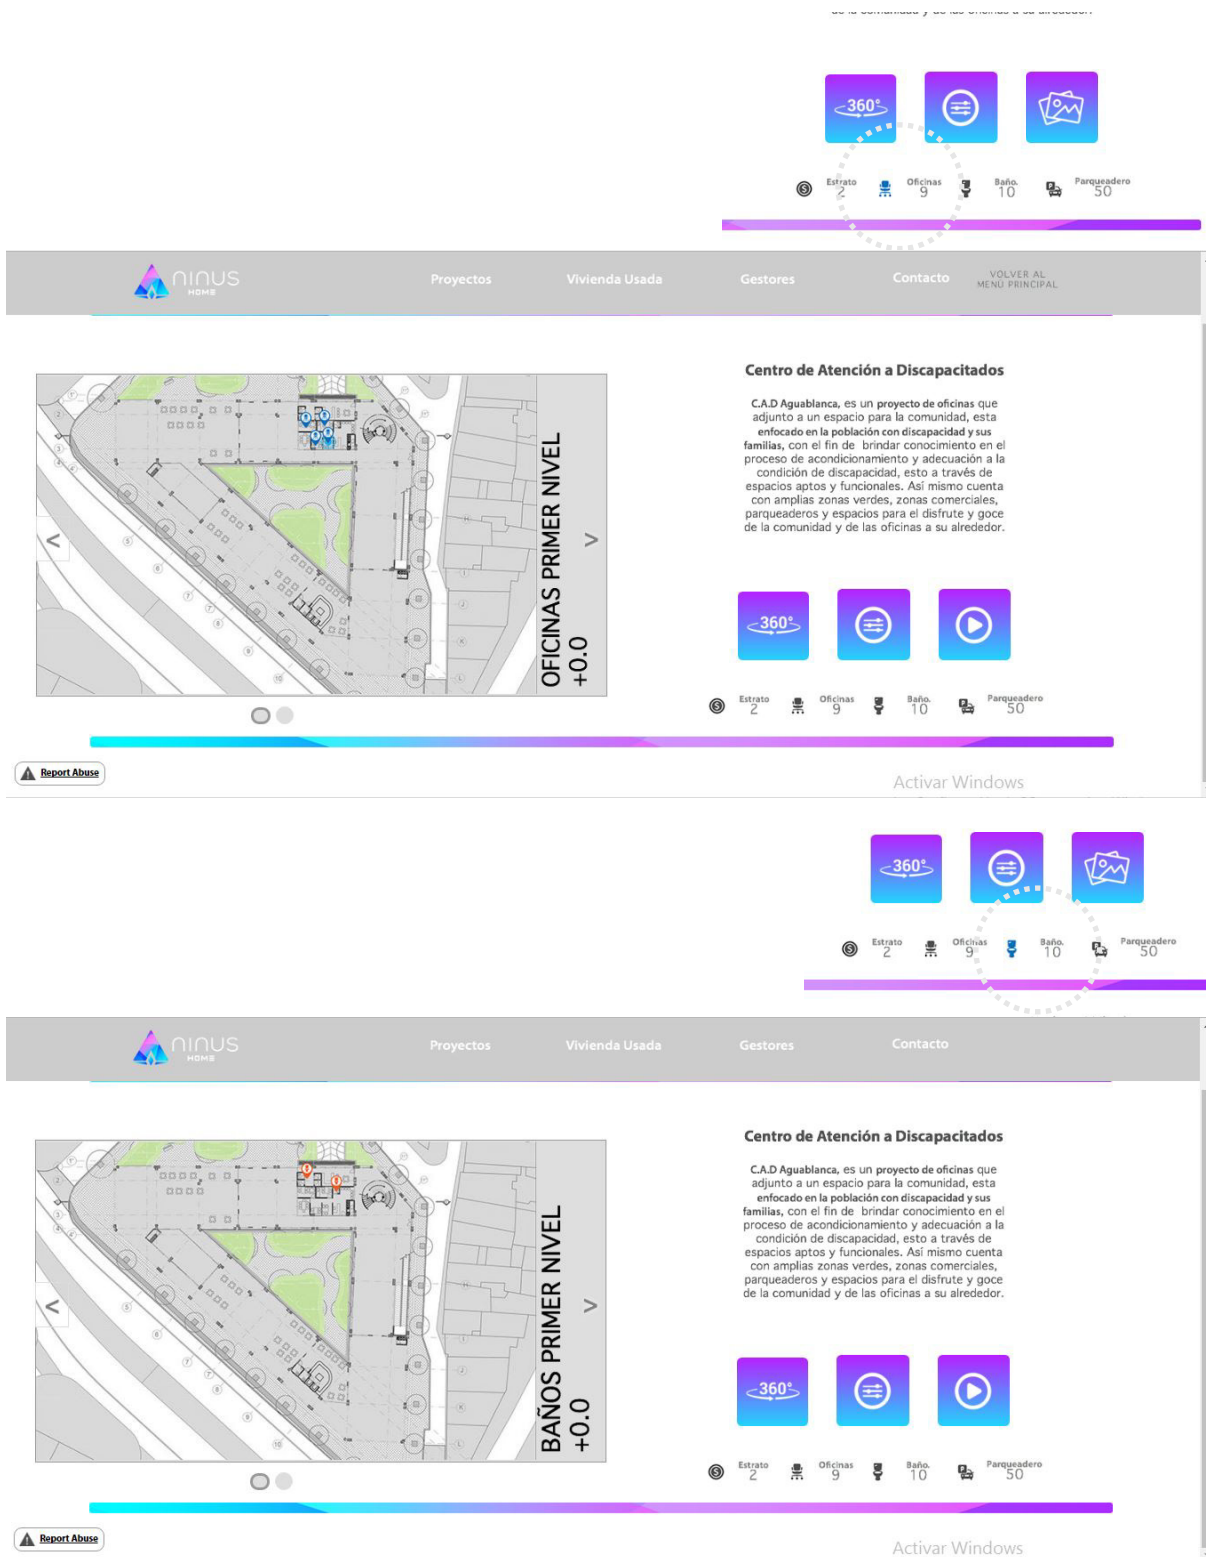 de la comunidad y de las oficinas a su alrededor.
360°
Estrato
2
Oficinas
9
Baño.
10
Parqueadero
50
NINUS
HOME
Proyectos
Vivienda Usada
Gestores
Contacto
VOLVER AL
MENÚ PRINCIPAL
OFICINAS PRIMER NIVEL
+0.0
<
>
Centro de Atención a Discapacitados
C.A.D Aguablanca, es un proyecto de oficinas que
adjunto a un espacio para la comunidad, esta
enfocado en la población con discapacidad y sus
familias, con el fin de brindar conocimiento en el
proceso de acondicionamiento y adecuación a la
condición de discapacidad, esto a través de
espacios aptos y funcionales. Así mismo cuenta
con amplias zonas verdes, zonas comerciales,
parqueaderos y espacios para el disfrute y goce
de la comunidad y de las oficinas a su alrededor.
360°
Estrato
2
Oficinas
9
Baño.
10
Parqueadero
50
Report Abuse
Activar Windows
360°
Estrato
2
Oficinas
9
Baño.
10
Parqueadero
50
NINUS
HOME
Proyectos
Vivienda Usada
Gestores
Contacto
BAÑOS PRIMER NIVEL
+0.0
<
>
Centro de Atención a Discapacitados
C.A.D Aguablanca, es un proyecto de oficinas que
adjunto a un espacio para la comunidad, esta
enfocado en la población con discapacidad y sus
familias, con el fin de brindar conocimiento en el
proceso de acondicionamiento y adecuación a la
condición de discapacidad, esto a través de
espacios aptos y funcionales. Así mismo cuenta
con amplias zonas verdes, zonas comerciales,
parqueaderos y espacios para el disfrute y goce
de la comunidad y de las oficinas a su alrededor.
360°
Estrato
2
Oficinas
9
Baño.
10
Parqueadero
50
Report Abuse
Activar Windows